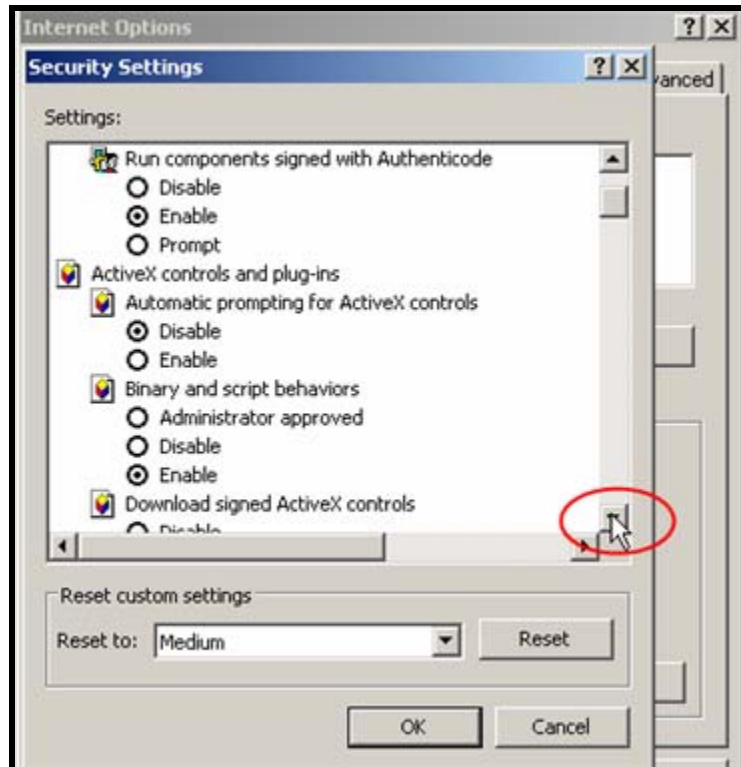 Internet Options
Security Settings
vanced
Settings:
Run components signed with Authenticode
Disable
Enable
Prompt
ActiveX controls and plug-ins
Automatic prompting for ActiveX controls
Disable
Enable
Binary and script behaviors
Administrator approved
Disable
Enable
Download signed ActiveX controls
Disable
Reset custom settings
Reset to: Medium Reset
OK Cancel